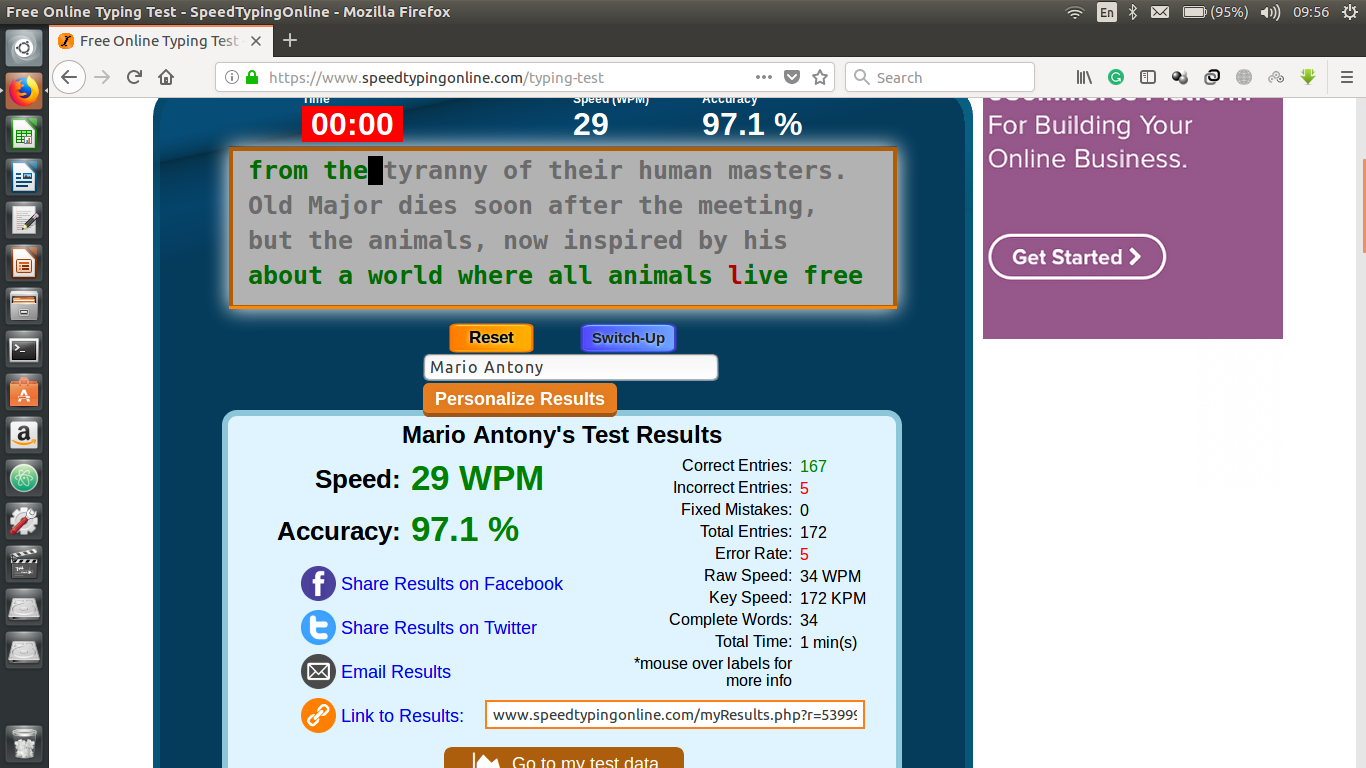 Free Online Typing Test - SpeedTypingOnline - Mozilla Firefox
En
(95%)
09:56
Free Online Typing Test
https://www.speedtypingonline.com/typing-test
Search
Time
Speed (WPM)
Accuracy
00:00
29
97.1 %
from the tyranny of their human masters.
Old Major dies soon after the meeting,
but the animals, now inspired by his
about a world where all animals live free
Reset
Switch-Up
Mario Antony
Personalize Results
Mario Antony's Test Results
Speed: 29 WPM
Accuracy: 97.1 %
Share Results on Facebook
Share Results on Twitter
Email Results
Link to Results:
www.speedtypingonline.com/myResults.php?r=5399
Correct Entries: 167
Incorrect Entries: 5
Fixed Mistakes: 0
Total Entries: 172
Error Rate: 5
Raw Speed: 34 WPM
Key Speed: 172 KPM
Complete Words: 34
Total Time: 1 min(s)
*mouse over labels for
more info
Go to my test data
eCommerce Platform
For Building Your
Online Business.
Get Started